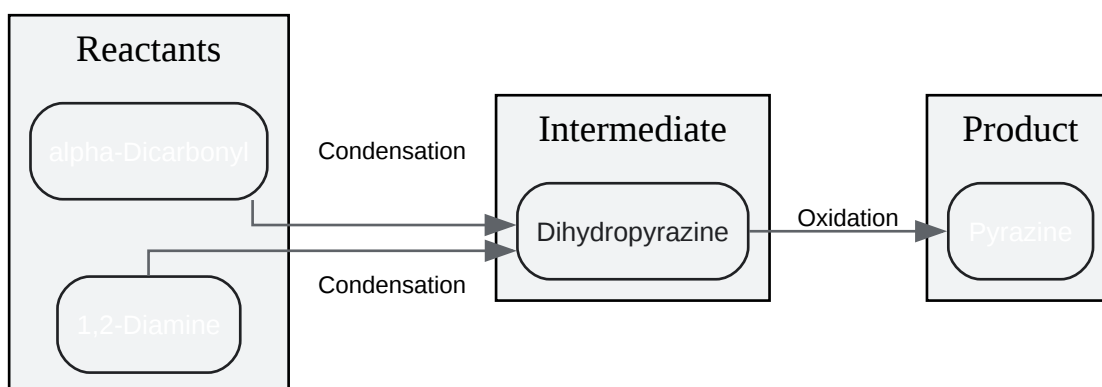 Reactants
alpha-Dicarbonyl
1,2-Diamine
Condensation
Condensation
Intermediate
Dihydropyrazine
Oxidation
Product
Pyrazine